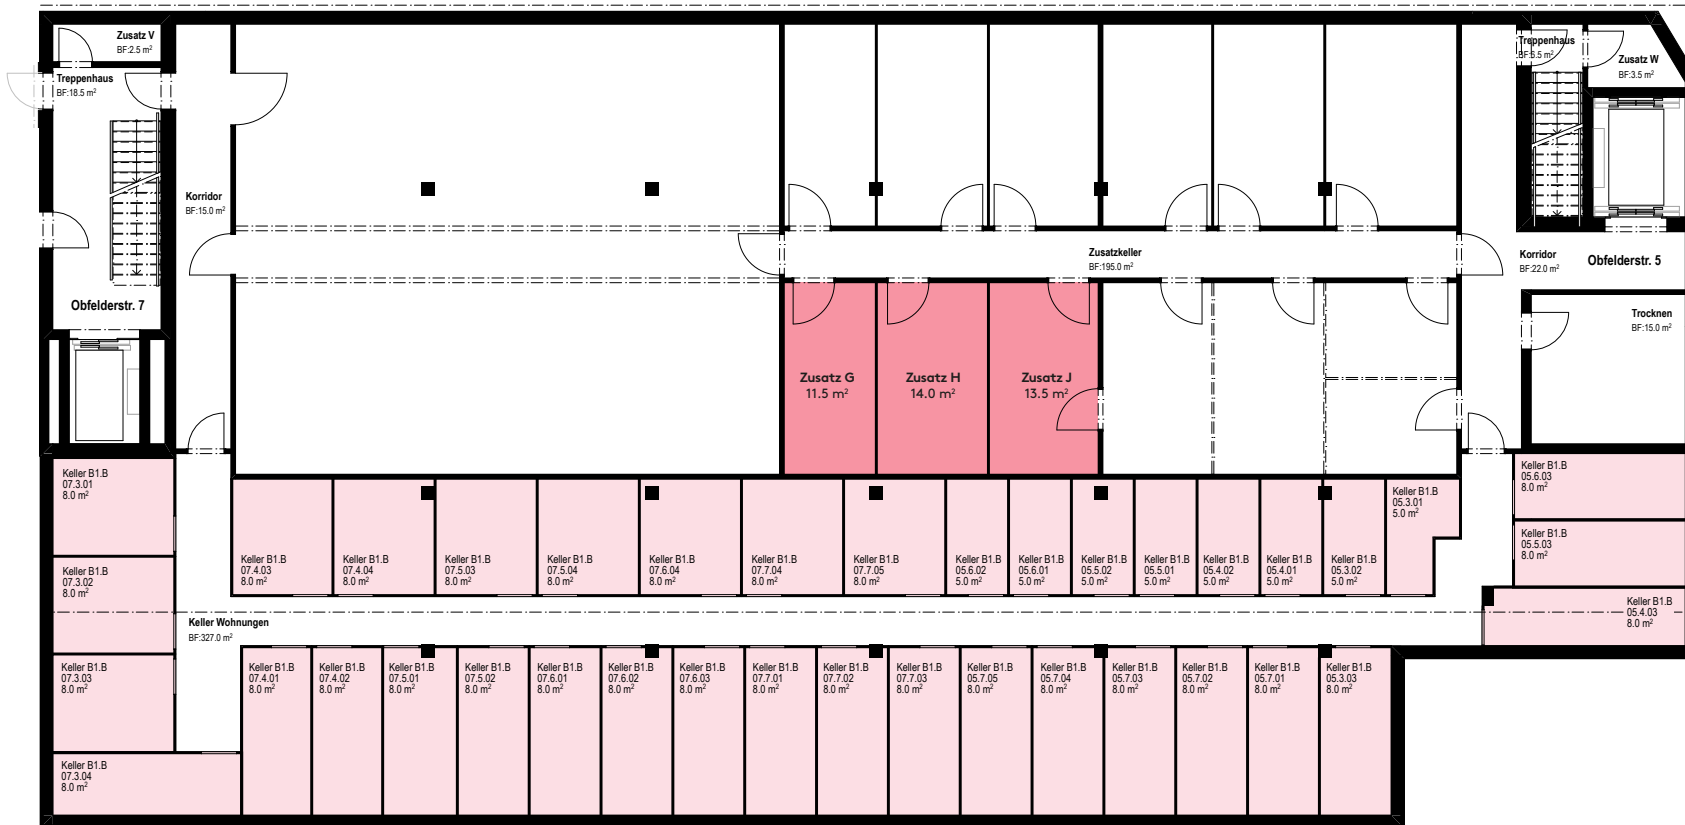 Zusatz V
BF:2.5 m²
Treppenhaus
BF:18.5 m²
Korridor
BF:15.0 m²
Obfelderstr. 7
Treppenhaus
BF:5.5 m²
Zusatz W
BF:3.5 m²
Zusatzkeller
BF:195.0 m²
Korridor
BF:22.0 m²
Obfelderstr. 5
Trocknen
BF:15.0 m²
Zusatz G
11.5 m²
Zusatz H
14.0 m²
Zusatz J
13.5 m²
Keller B1.B
07.3.01
8.0 m²
Keller B1.B
07.3.02
8.0 m²
Keller B1.B
07.3.03
8.0 m²
Keller B1.B
07.3.04
8.0 m²
Keller B1.B
07.4.03
8.0 m²
Keller B1.B
07.4.04
8.0 m²
Keller B1.B
07.5.03
8.0 m²
Keller B1.B
07.5.04
8.0 m²
Keller B1.B
07.6.04
8.0 m²
Keller B1.B
07.7.04
8.0 m²
Keller B1.B
07.7.05
8.0 m²
Keller B1.B
05.6.02
5.0 m²
Keller B1.B
05.6.01
5.0 m²
Keller B1.B
05.5.02
5.0 m²
Keller B1.B
05.5.01
5.0 m²
Keller B1.B
05.4.02
5.0 m²
Keller B1.B
05.4.01
5.0 m²
Keller B1.B
05.3.02
5.0 m²
Keller B1.B
05.3.01
5.0 m²
Keller B1.B
05.6.03
8.0 m²
Keller B1.B
05.5.03
8.0 m²
Keller B1.B
05.4.03
8.0 m²
Keller Wohnungen
BF:327.0 m²
Keller B1.B
07.4.01
8.0 m²
Keller B1.B
07.4.02
8.0 m²
Keller B1.B
07.5.01
8.0 m²
Keller B1.B
07.5.02
8.0 m²
Keller B1.B
07.6.01
8.0 m²
Keller B1.B
07.6.02
8.0 m²
Keller B1.B
07.6.03
8.0 m²
Keller B1.B
07.7.01
8.0 m²
Keller B1.B
07.7.02
8.0 m²
Keller B1.B
07.7.03
8.0 m²
Keller B1.B
05.7.05
8.0 m²
Keller B1.B
05.7.04
8.0 m²
Keller B1.B
05.7.03
8.0 m²
Keller B1.B
05.7.02
8.0 m²
Keller B1.B
05.7.01
8.0 m²
Keller B1.B
05.3.03
8.0 m²